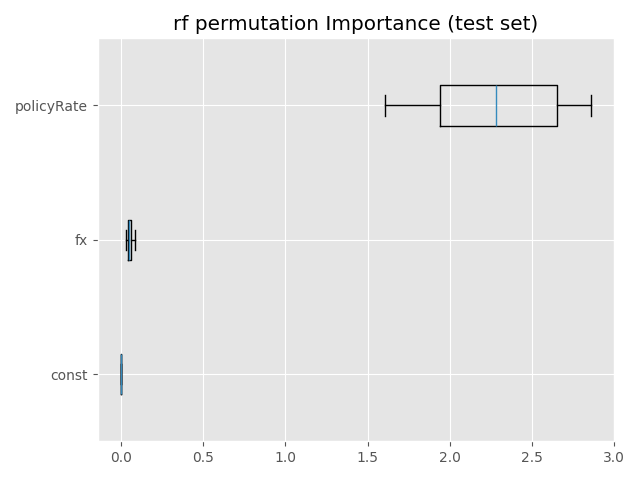 rf permutation Importance (test set)
policyRate
fx
const
0.0 0.5 1.0 1.5 2.0 2.5 3.0